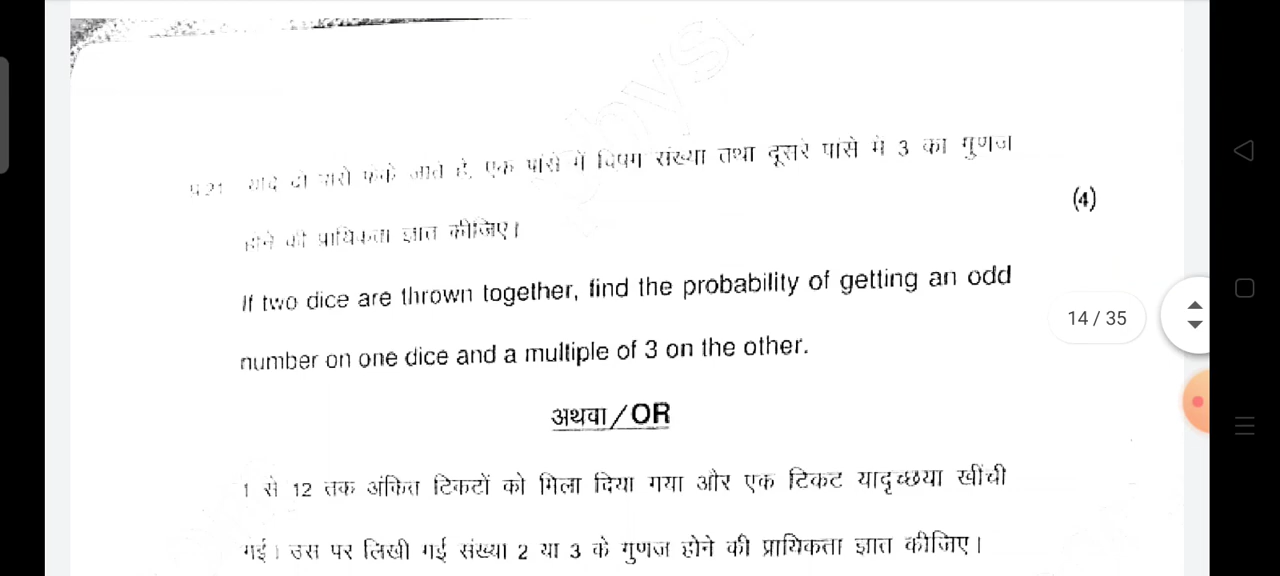 एक पांसे में विषम संख्या तथा दूसरे पांसे मे 3 का गुणज
(4)
होने की प्रायिकता ज्ञात कीजिए।
If two dice are thrown together, find the probability of getting an odd
14 / 35
number on one dice and a multiple of 3 on the other.
अथवा / OR
1 से 12 तक अंकित टिकटों को मिला दिया गया और एक टिकट यादृच्छया खींची
गई। उस पर लिखी गई संख्या 2 या 3 के गुणज होने की प्रायिकता ज्ञात कीजिए।